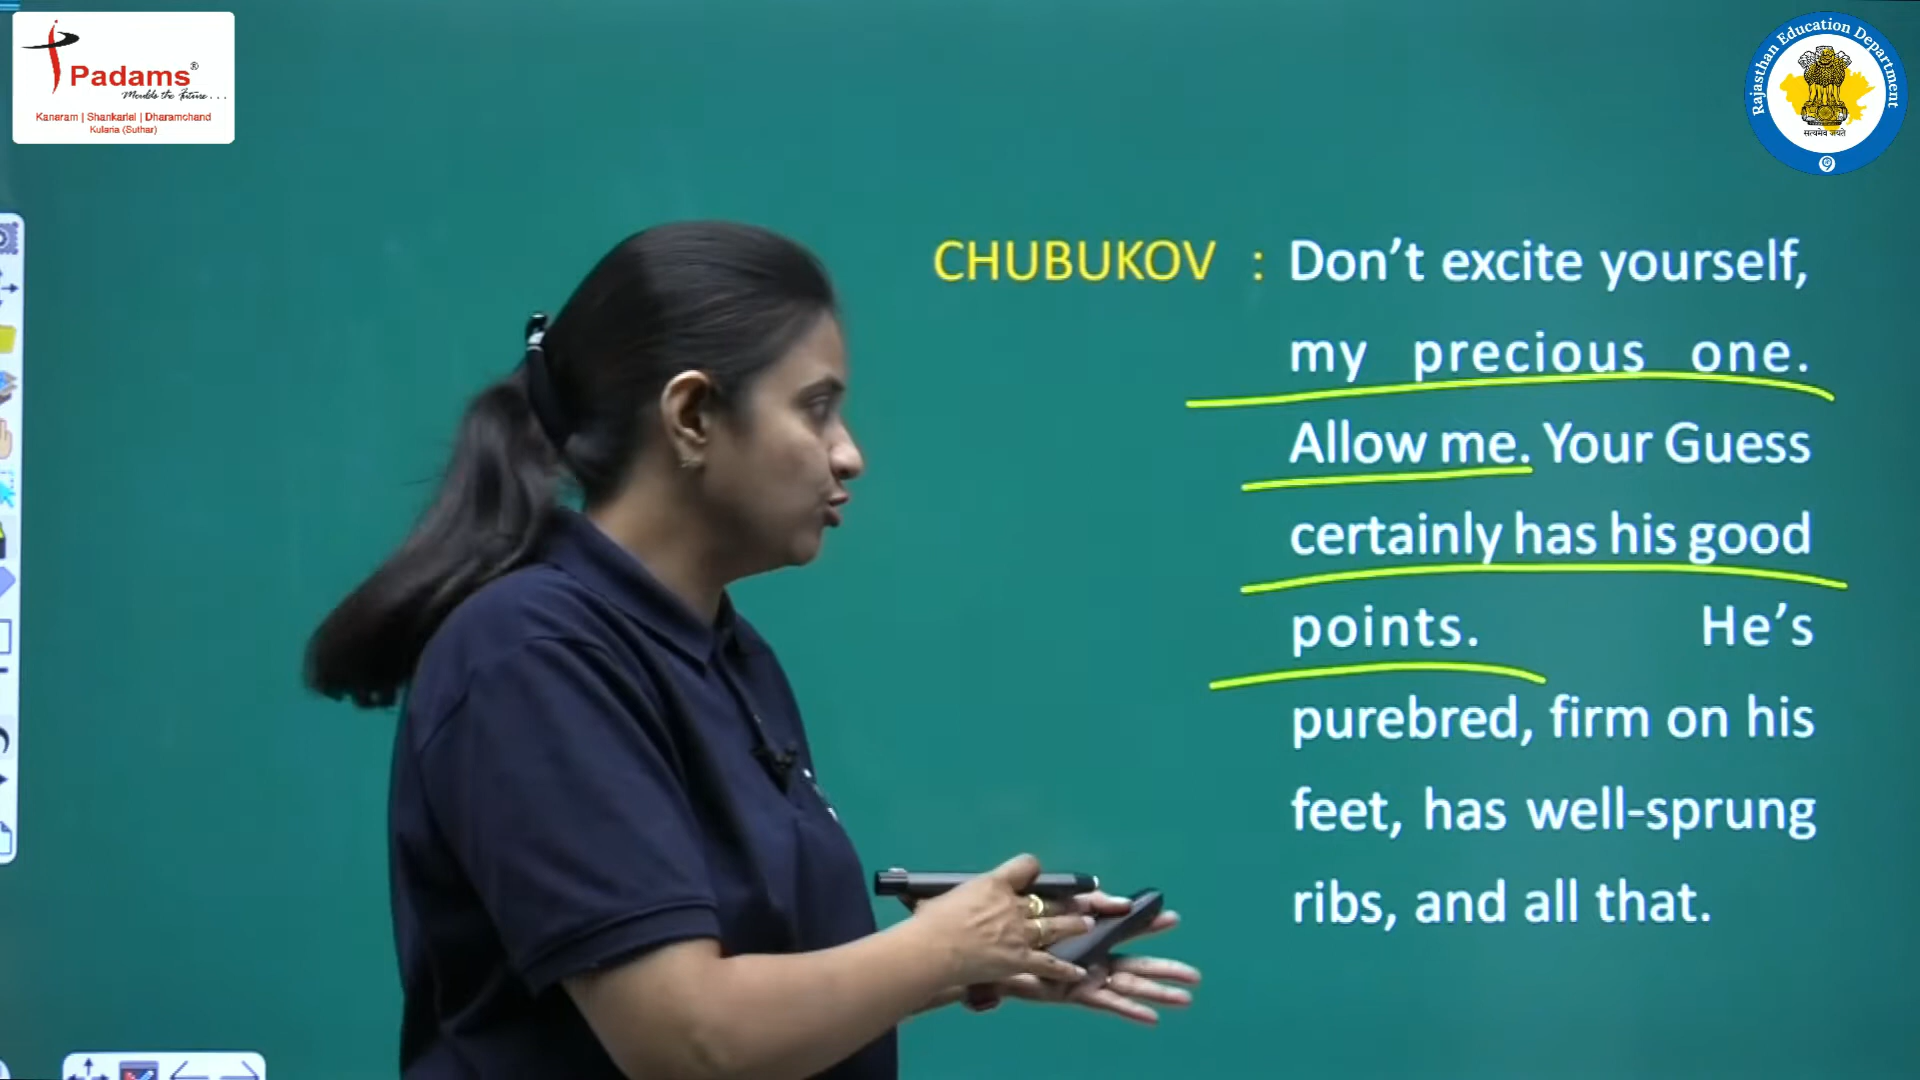 Padams®
Moulds the Future...
Kanaram | Shankarlal | Dharamchand
Kularia (Suthar)
Rajasthan Education Department
सत्यमेव जयते
CHUBUKOV : Don’t excite yourself,
my precious one.
Allow me. Your Guess
certainly has his good
points. He’s
purebred, firm on his
feet, has well-sprung
ribs, and all that.